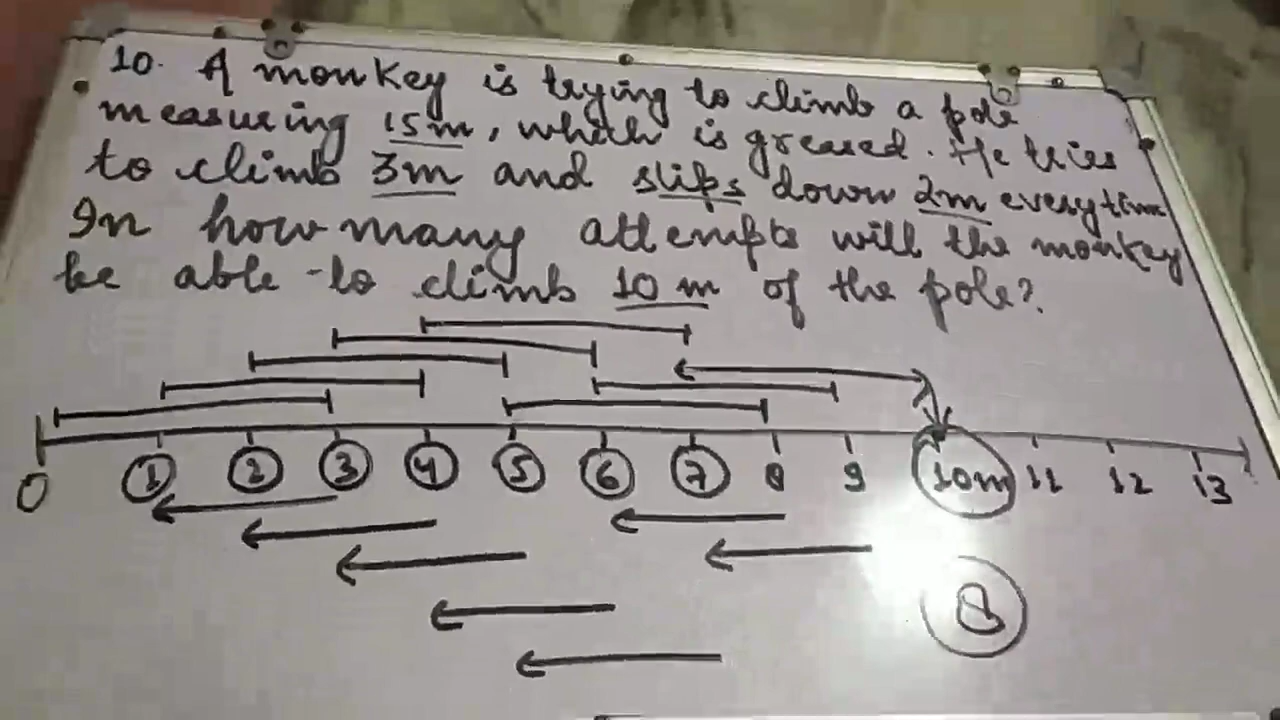 10. A monkey is trying to climb a pole
measuring 15m, which is greased. He tries
to climb 3m and slips down 2m everytime
In how many attempts will the monkey
be able to climb 10 m of the pole?
0 1 2 3 4 5 6 7 8 9 10m 11 12 13
8